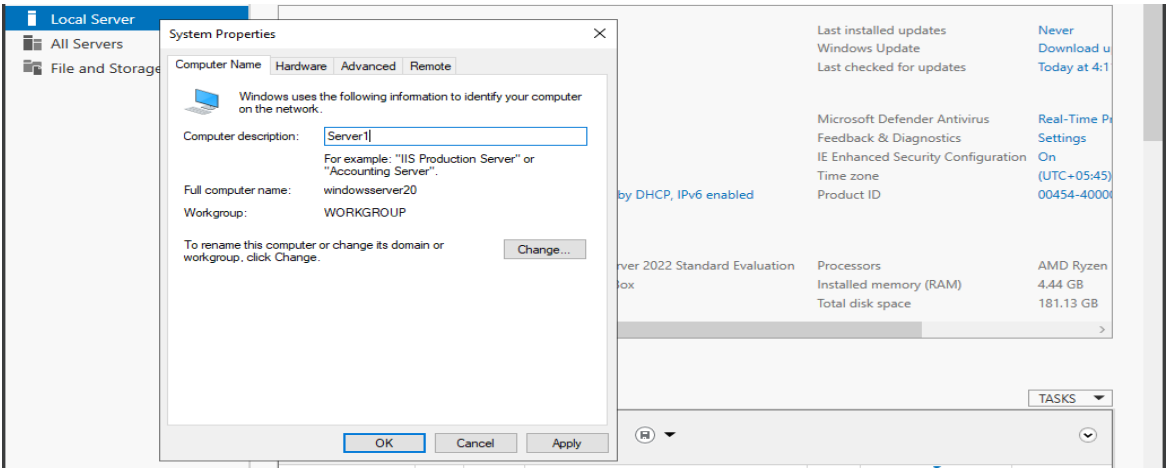 Local Server
All Servers
File and Storage
System Properties
Computer Name Hardware Advanced Remote
Windows uses the following information to identify your computer
on the network.
Computer description: Server1
For example: "IIS Production Server" or
"Accounting Server".
Full computer name: windowsserver20
Workgroup: WORKGROUP
To rename this computer or change its domain or
workgroup, click Change.
Change...
OK Cancel Apply
Last installed updates Never
Windows Update Download u
Last checked for updates Today at 4:1
Microsoft Defender Antivirus Real-Time Pr
Feedback & Diagnostics Settings
IE Enhanced Security Configuration On
Time zone (UTC+05:45)
by DHCP, IPv6 enabled Product ID 00454-40000
rver 2022 Standard Evaluation Processors AMD Ryzen
Box Installed memory (RAM) 4.44 GB
Total disk space 181.13 GB
TASKS